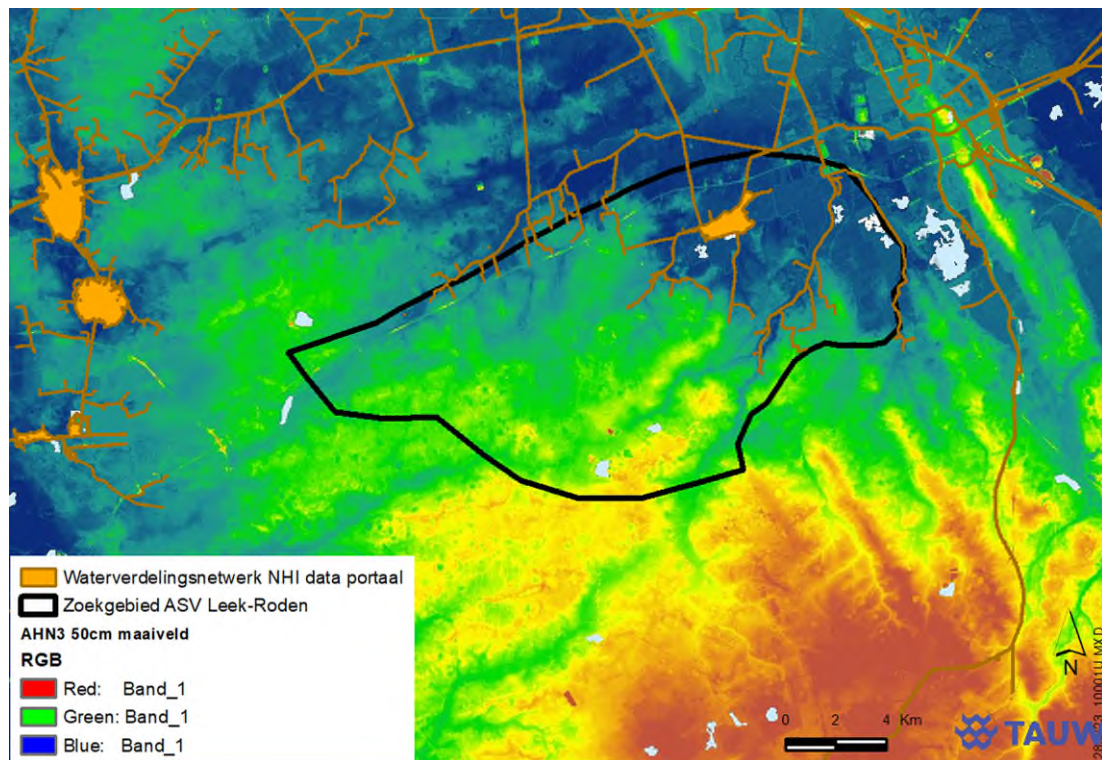 Waterverdelingsnetwerk NHI data portaal
Zoekgebied ASV Leek-Roden
AHN3 50cm maaiveld
RGB
Red: Band_1
Green: Band_1
Blue: Band_1
0 2 4 Km
N
TAUW